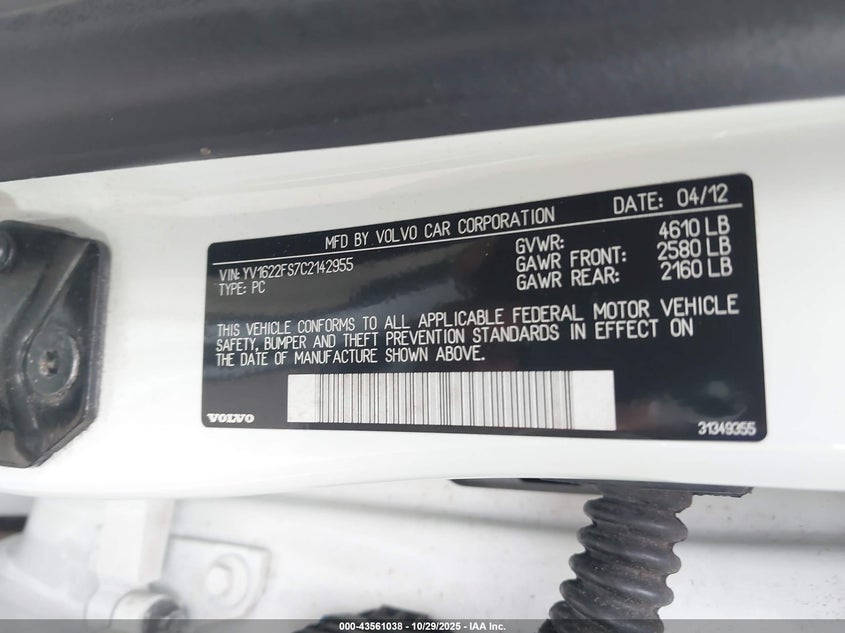 MFD BY VOLVO CAR CORPORATION DATE: 04/12
VIN: YV1622FS7C2142955
TYPE: PC
GVWR: 4610 LB
GAWR FRONT: 2580 LB
GAWR REAR: 2160 LB
THIS VEHICLE CONFORMS TO ALL APPLICABLE FEDERAL MOTOR VEHICLE
SAFETY, BUMPER AND THEFT PREVENTION STANDARDS IN EFFECT ON
THE DATE OF MANUFACTURE SHOWN ABOVE.
VOLVO
31349355
000-43561038 - 10/29/2025 - IAA Inc.